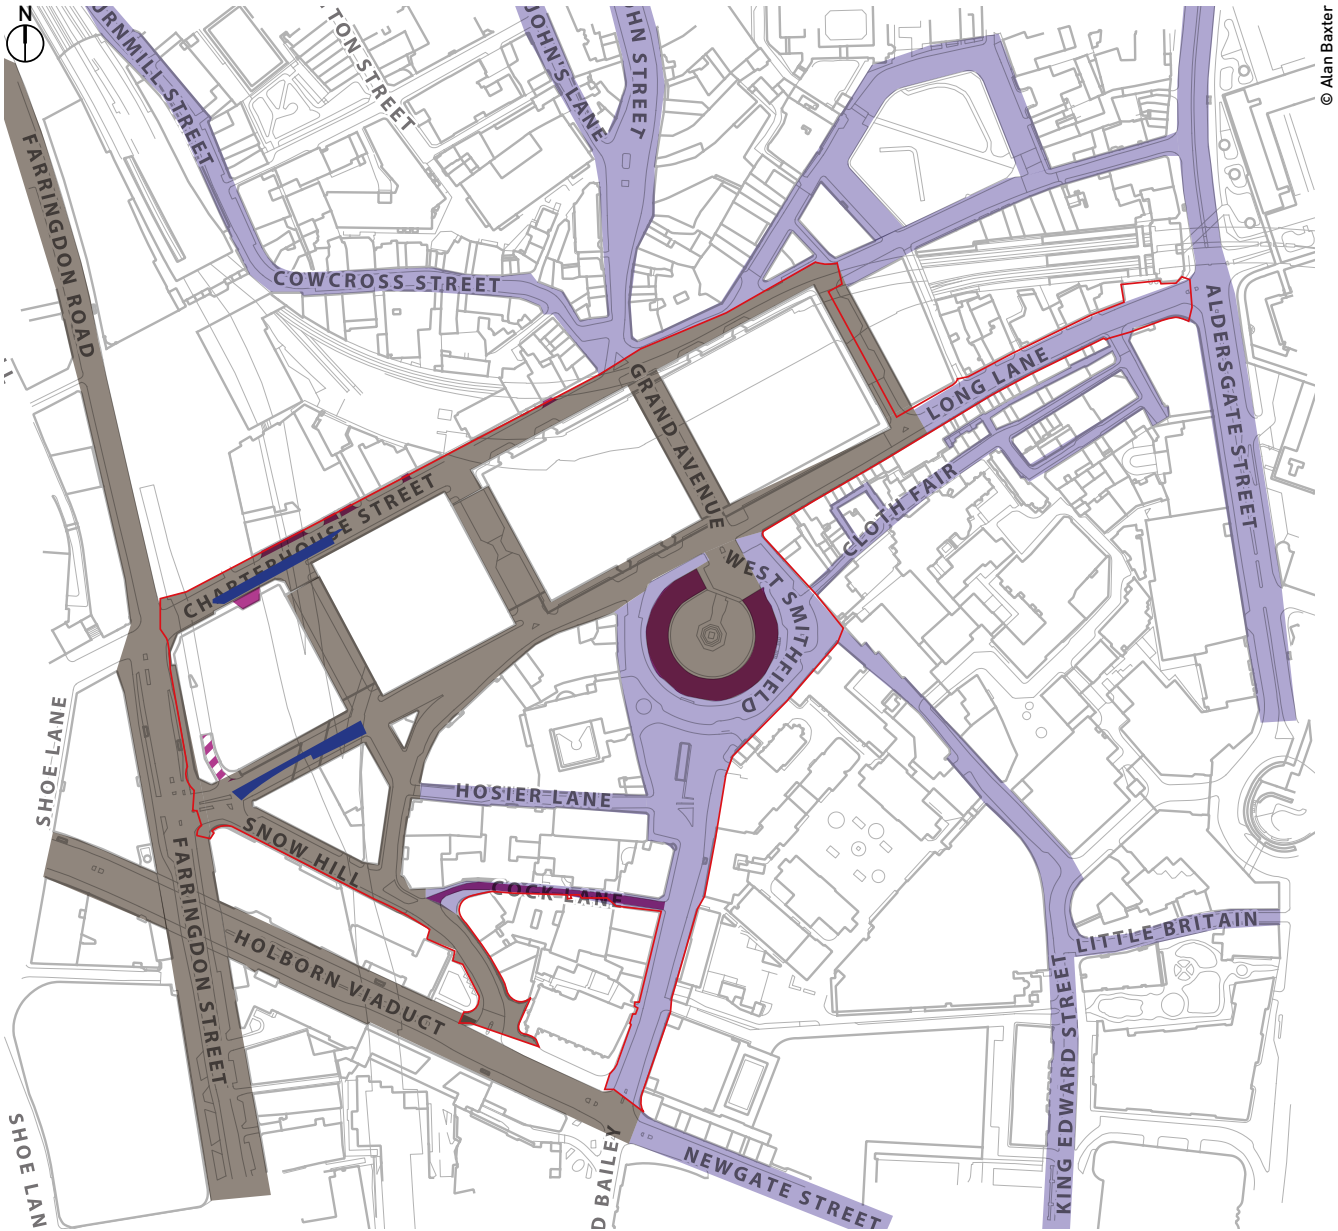 N
© Alan Baxter
ORNMILL STREET
TON STREET
JOHN'S LANE
HN STREET
FARRINGDON ROAD
COWCROSS STREET
ALDERSGATE STREET
LONG LANE
GRAND AVENUE
CHARTERHOUSE STREET
CLOTH FAIR
WEST SMITHFIELD
SHOE LANE
HOSIER LANE
SNOW HILL
COCK LANE
FARRINGDON STREET
HOLBORN VIADUCT
LITTLE BRITAIN
KING EDWARD STREET
SHOE LAN
D BAILEY
NEWGATE STREET